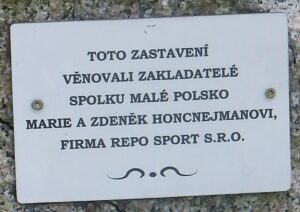 TOTO ZASTAVENÍ
VĚNOVALI ZAKLADATELÉ
SPOLKU MALÉ POLSKO
MARIE A ZDENĚK HONCNEJMANOVI,
FIRMA REPO SPORT S.R.O.